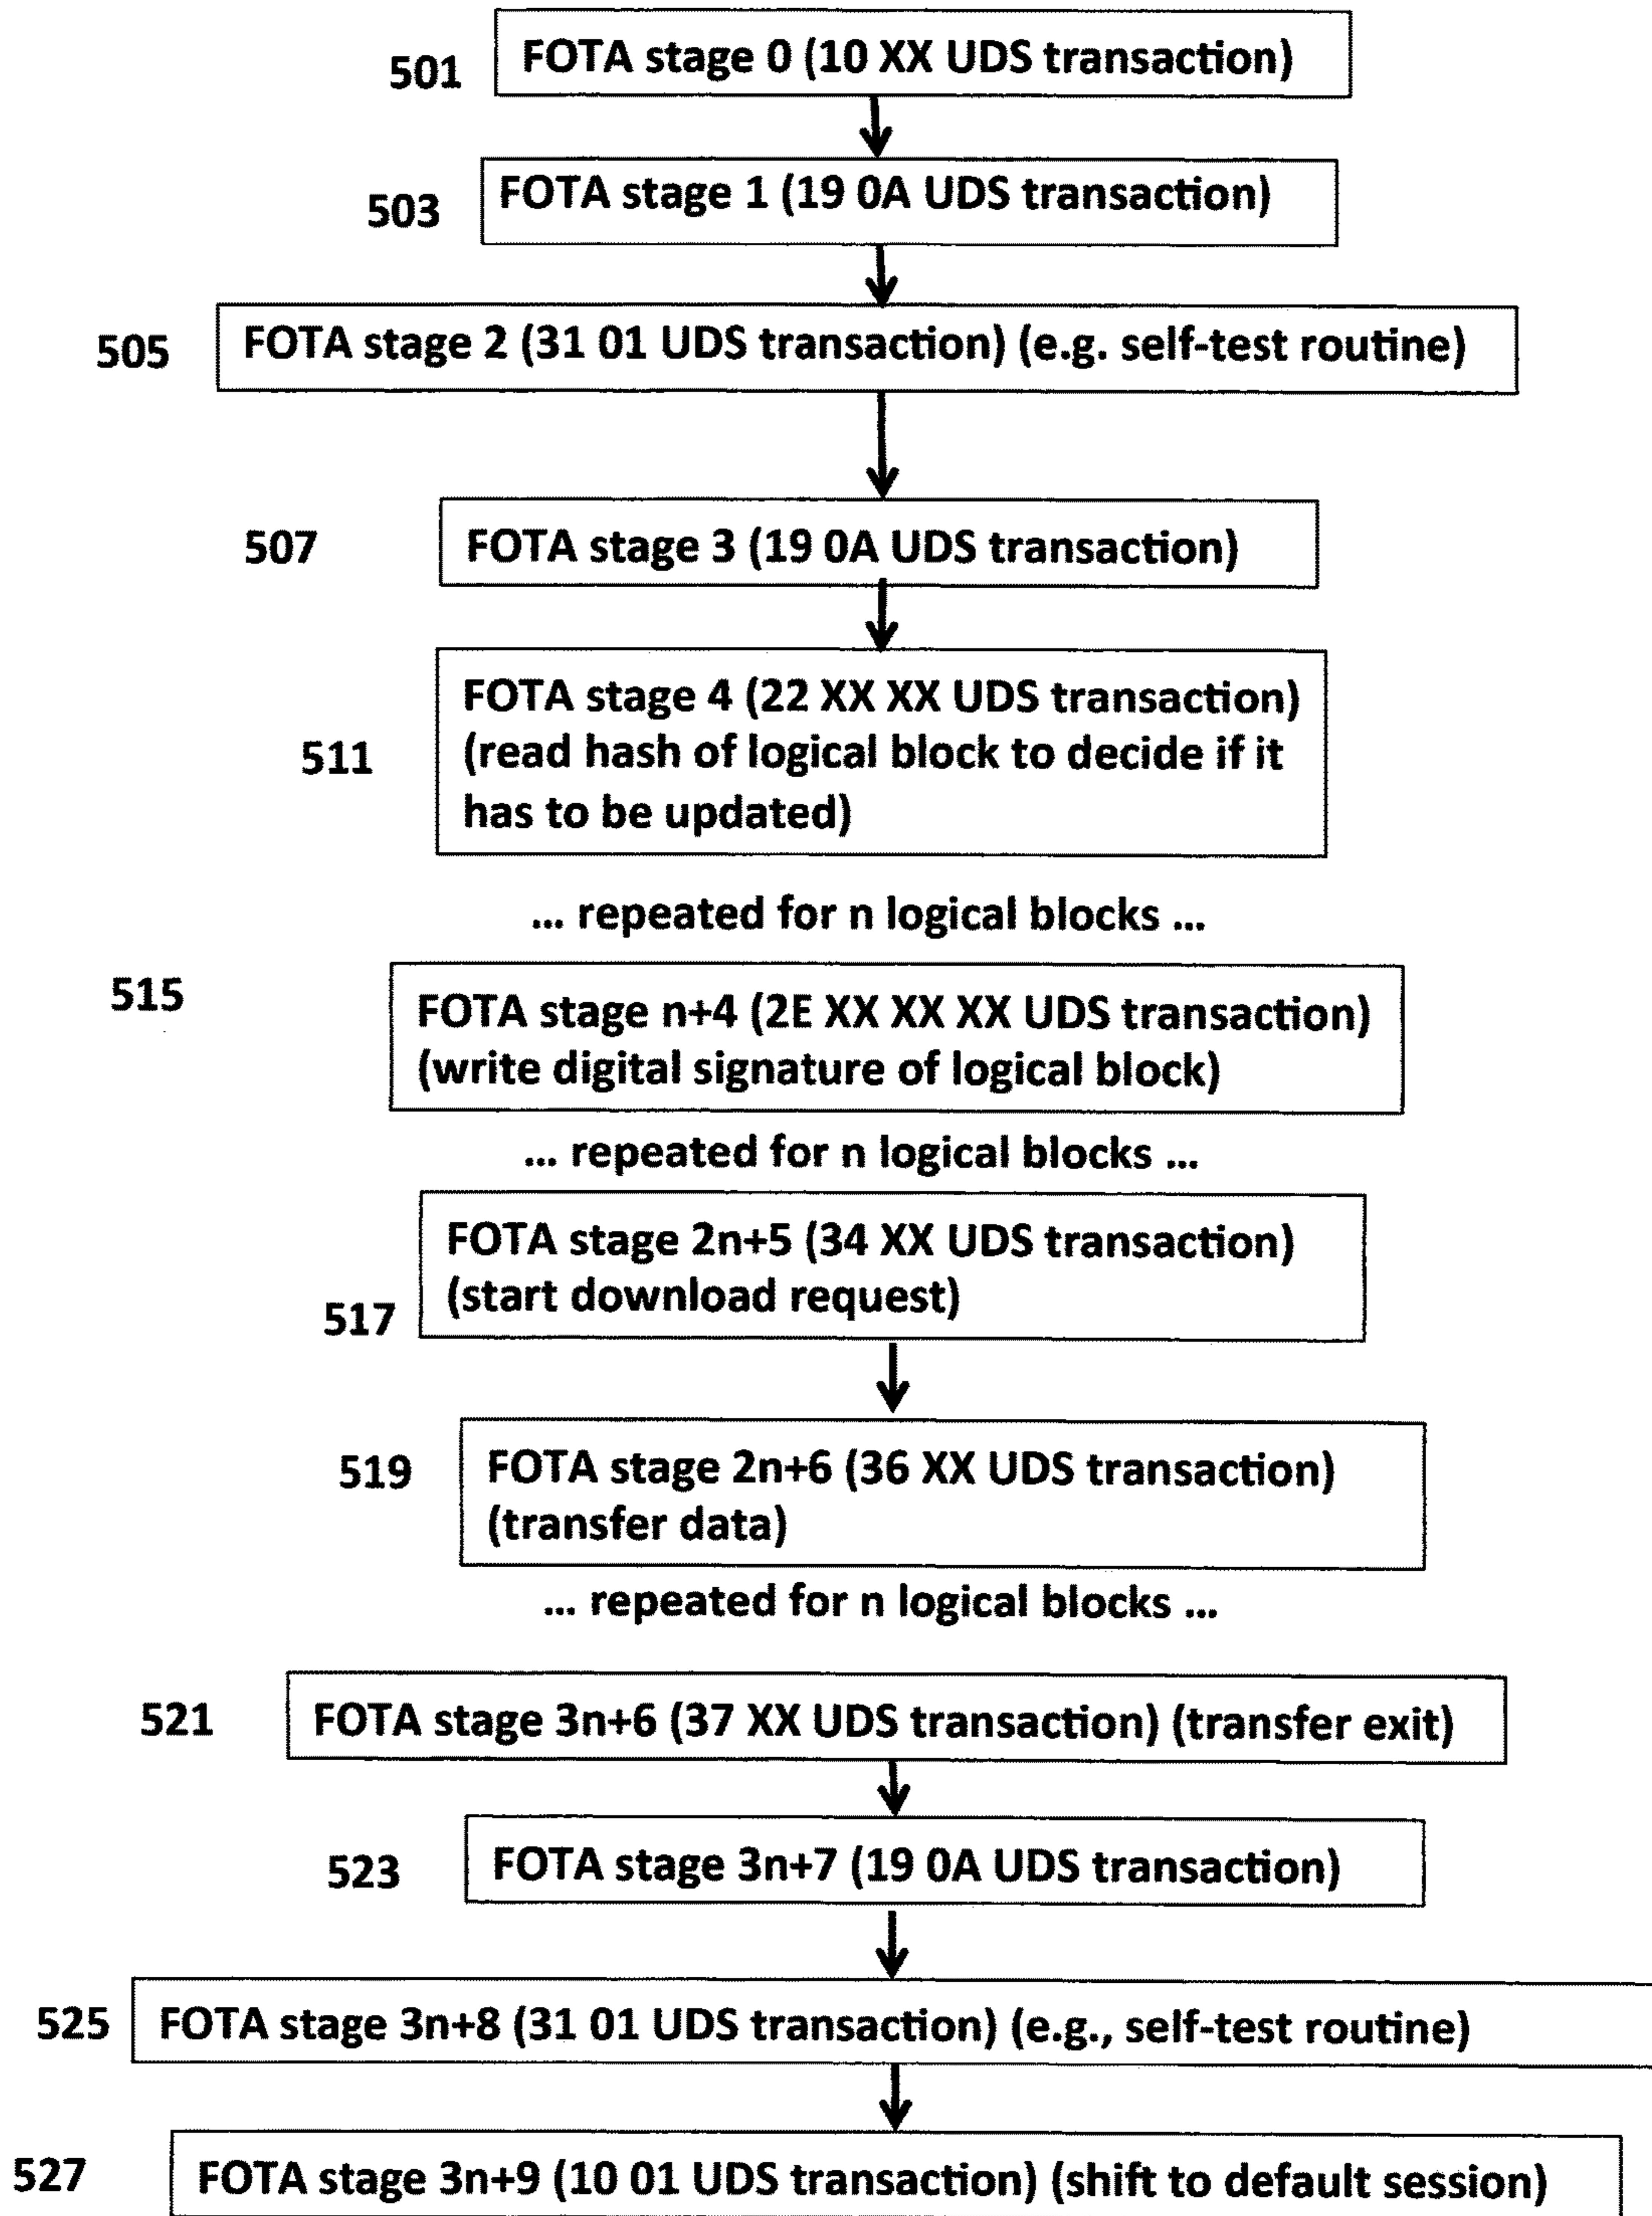 501 FOTA stage 0 (10 XX UDS transaction)
503 FOTA stage 1 (19 0A UDS transaction)
505 FOTA stage 2 (31 01 UDS transaction) (e.g. self-test routine)
507 FOTA stage 3 (19 0A UDS transaction)
511 FOTA stage 4 (22 XX XX UDS transaction)
(read hash of logical block to decide if it
has to be updated)
... repeated for n logical blocks ...
515 FOTA stage n+4 (2E XX XX XX UDS transaction)
(write digital signature of logical block)
... repeated for n logical blocks ...
FOTA stage 2n+5 (34 XX UDS transaction)
517 (start download request)
519 FOTA stage 2n+6 (36 XX UDS transaction)
(transfer data)
... repeated for n logical blocks ...
521 FOTA stage 3n+6 (37 XX UDS transaction) (transfer exit)
523 FOTA stage 3n+7 (19 0A UDS transaction)
525 FOTA stage 3n+8 (31 01 UDS transaction) (e.g., self-test routine)
527 FOTA stage 3n+9 (10 01 UDS transaction) (shift to default session)